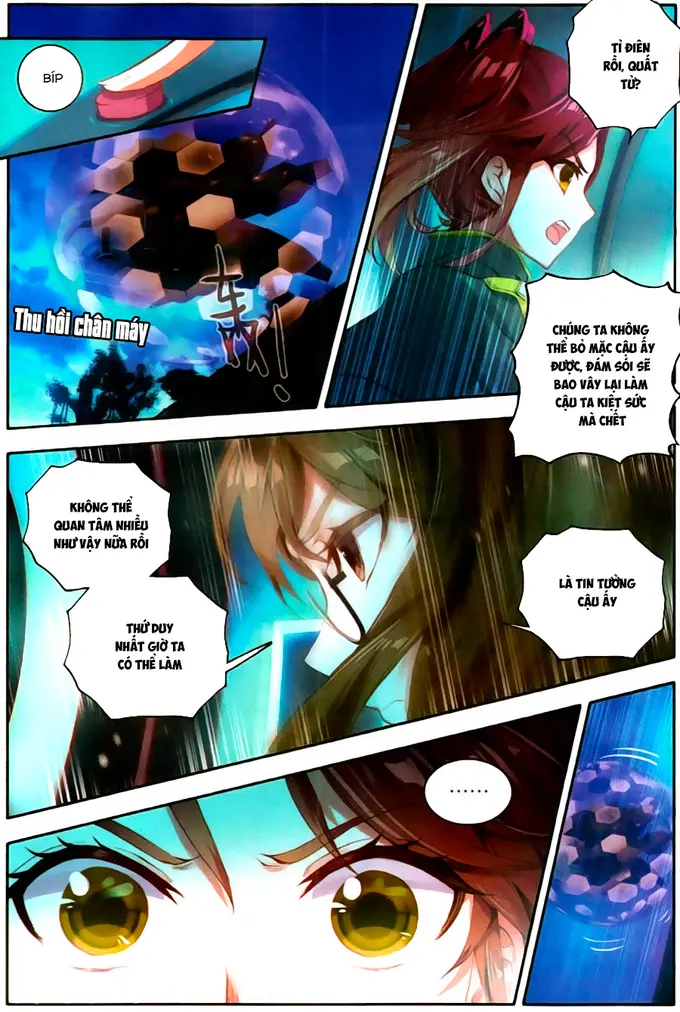 BÍP
TỈ ĐIÊN
RỒI, QUẤT
TỬ?
Thu hồi chân máy
CHÚNG TA KHÔNG
THỂ BỎ MẶC CẬU ẤY
ĐƯỢC, ĐÁM SÓI SẼ
BAO VÂY LẠI LÀM
CẬU TA KIỆT SỨC
MÀ CHẾT
KHÔNG THỂ
QUAN TÂM NHIỀU
NHƯ VẬY NỮA RỒI
THỨ DUY
NHẤT GIỜ TA
CÓ THỂ LÀM
LÀ TIN TƯỞNG
CẬU ẤY
......